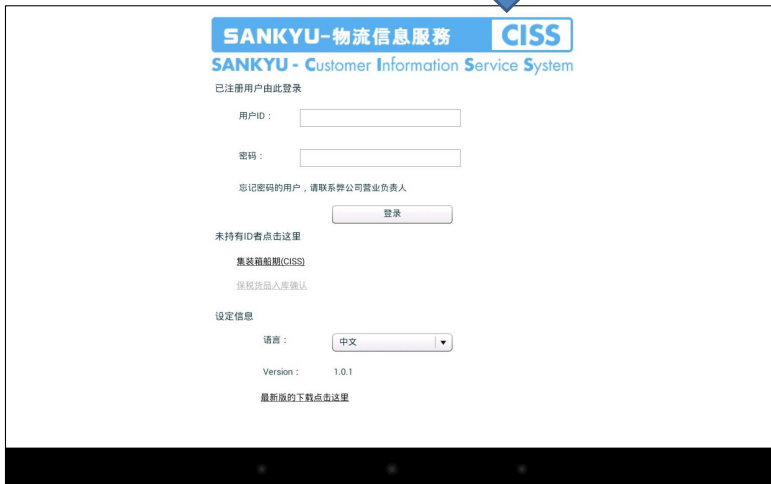 SANKYU-物流信息服務 CISS
SANKYU - Customer Information Service System
已注册用户由此登录
用户ID：
密码：
忘记密码的用户，请联系弊公司营业负责人
登录
未持有ID者点击这里
集装箱船期(CISS)
保税货品入库确认
设定信息
语言： 中文
Version： 1.0.1
最新版的下载点击这里